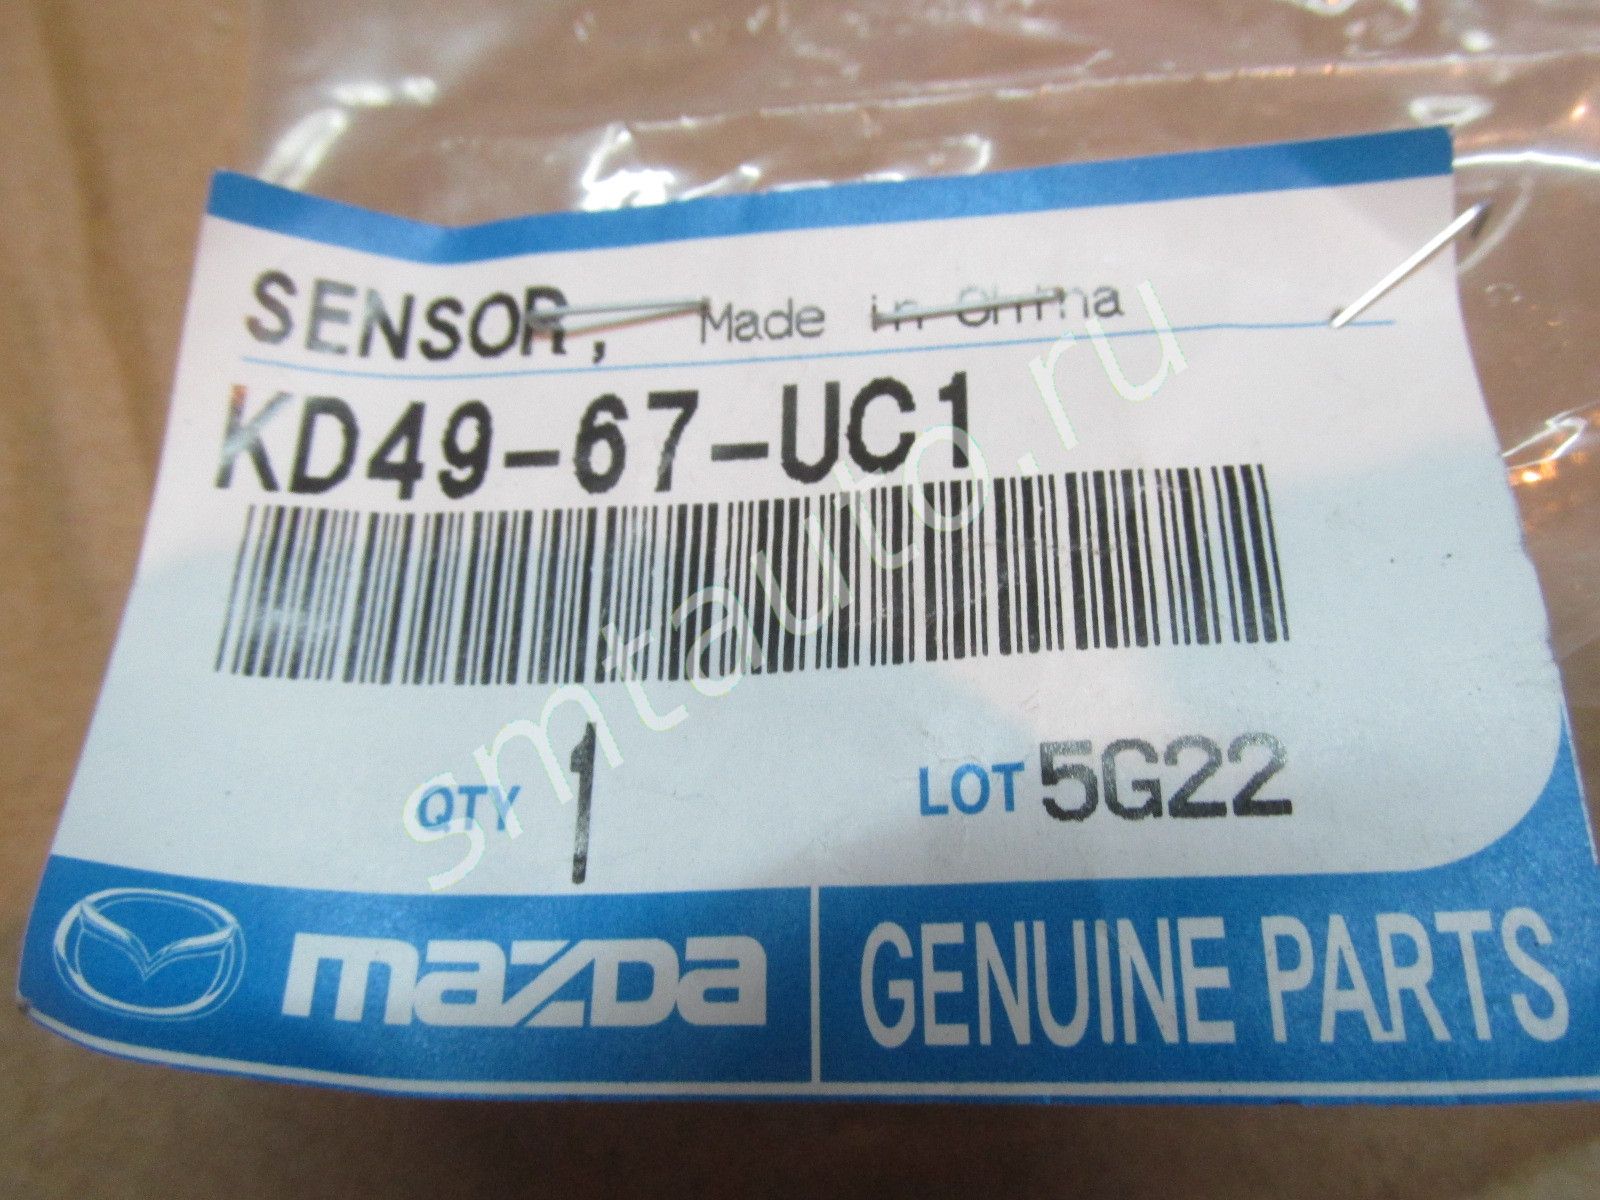 SENSOR, Made in China
KD49-67-UC1
QTY 1 LOT 5G22
mazda GENUINE PARTS
smtauto.ru